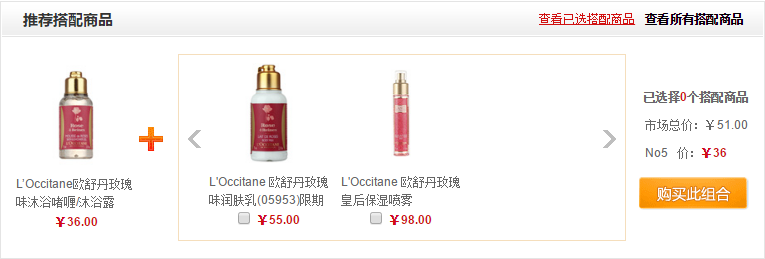 推荐搭配商品
查看已选搭配商品 查看所有搭配商品
L'Occitane欧舒丹玫瑰
味沐浴啫喱/沐浴露
￥36.00
L'Occitane 欧舒丹玫瑰
味润肤乳(05953)限期
￥55.00
L'Occitane 欧舒丹玫瑰
皇后保湿喷雾
￥98.00
已选择0个搭配商品
市场总价：￥51.00
No5 价：￥36
购买此组合